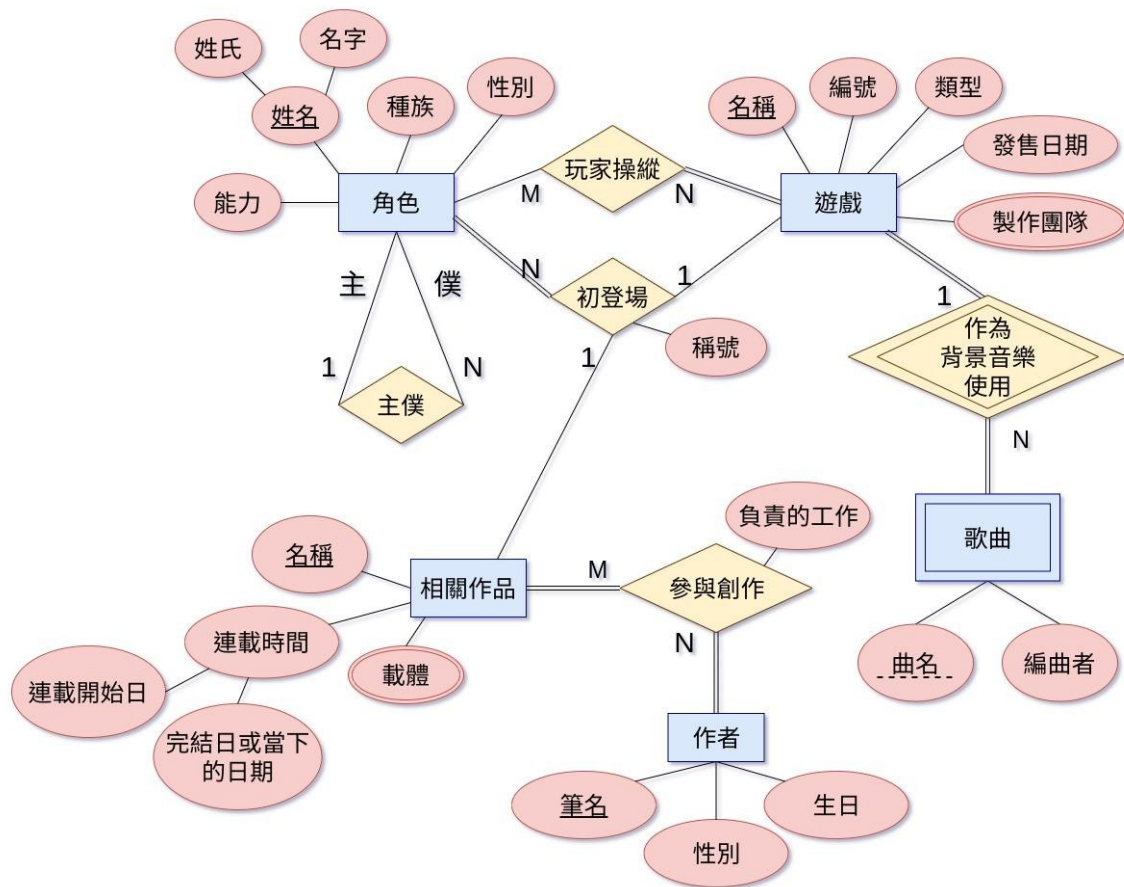 姓氏
名字
姓名
種族
性別
能力
角色
玩家操縱
M
N
名稱
編號
類型
發售日期
製作團隊
遊戲
主
僕
1
N
主僕
N
初登場
1
1
稱號
1
作為
背景音樂
使用
N
歌曲
曲名
編曲者
名稱
相關作品
連載時間
連載開始日
完結日或當下
的日期
載體
M
參與創作
負責的工作
N
作者
筆名
性別
生日